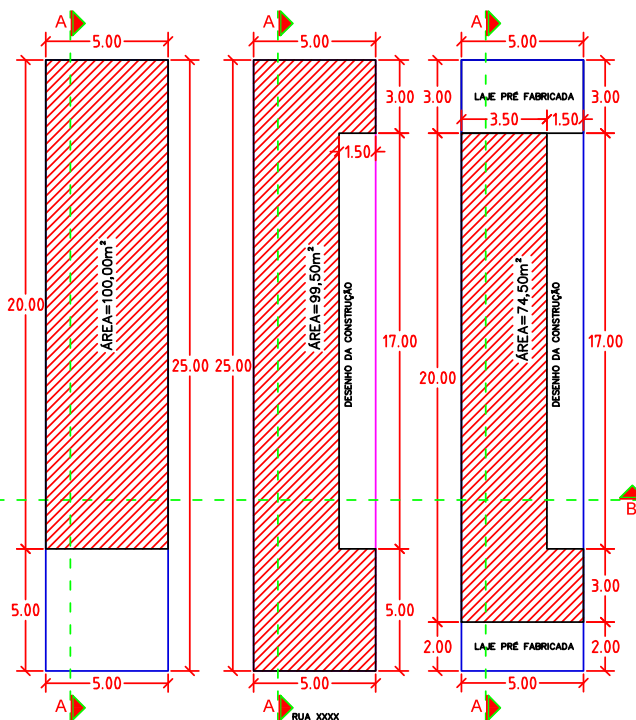 A A A
5.00 5.00 5.00
3.00 3.00 LAJE PRÉ FABRICADA 3.00
3.50 1.50
1.50
ÁREA=100,00m²
ÁREA=99,50m²
ÁREA=74,50m²
DESENHO DA CONSTRUÇÃO
DESENHO DA CONSTRUÇÃO
20.00
17.00 17.00
25.00 25.00
20.00
B
5.00 5.00 3.00
2.00 LAJE PRÉ FABRICADA 2.00
5.00 5.00 5.00
A A A
RUA XXXX